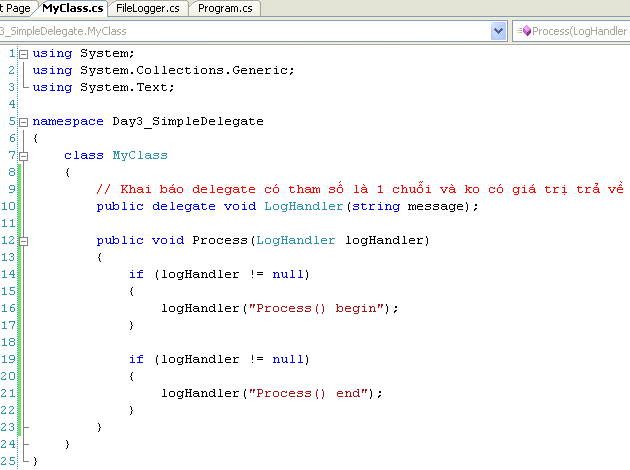 t Page MyClass.cs FileLogger.cs Program.cs
3_SimpleDelegate.MyClass Process(LogHandler
1 using System;
2 using System.Collections.Generic;
3 using System.Text;
4
5 namespace Day3_SimpleDelegate
6 {
7 class MyClass
8 {
9 // Khai báo delegate có tham số là 1 chuỗi và ko có giá trị trả về
10 public delegate void LogHandler(string message);
11
12 public void Process(LogHandler logHandler)
13 {
14 if (logHandler != null)
15 {
16 logHandler("Process() begin");
17 }
18
19 if (logHandler != null)
20 {
21 logHandler("Process() end");
22 }
23 }
24 }
25 }